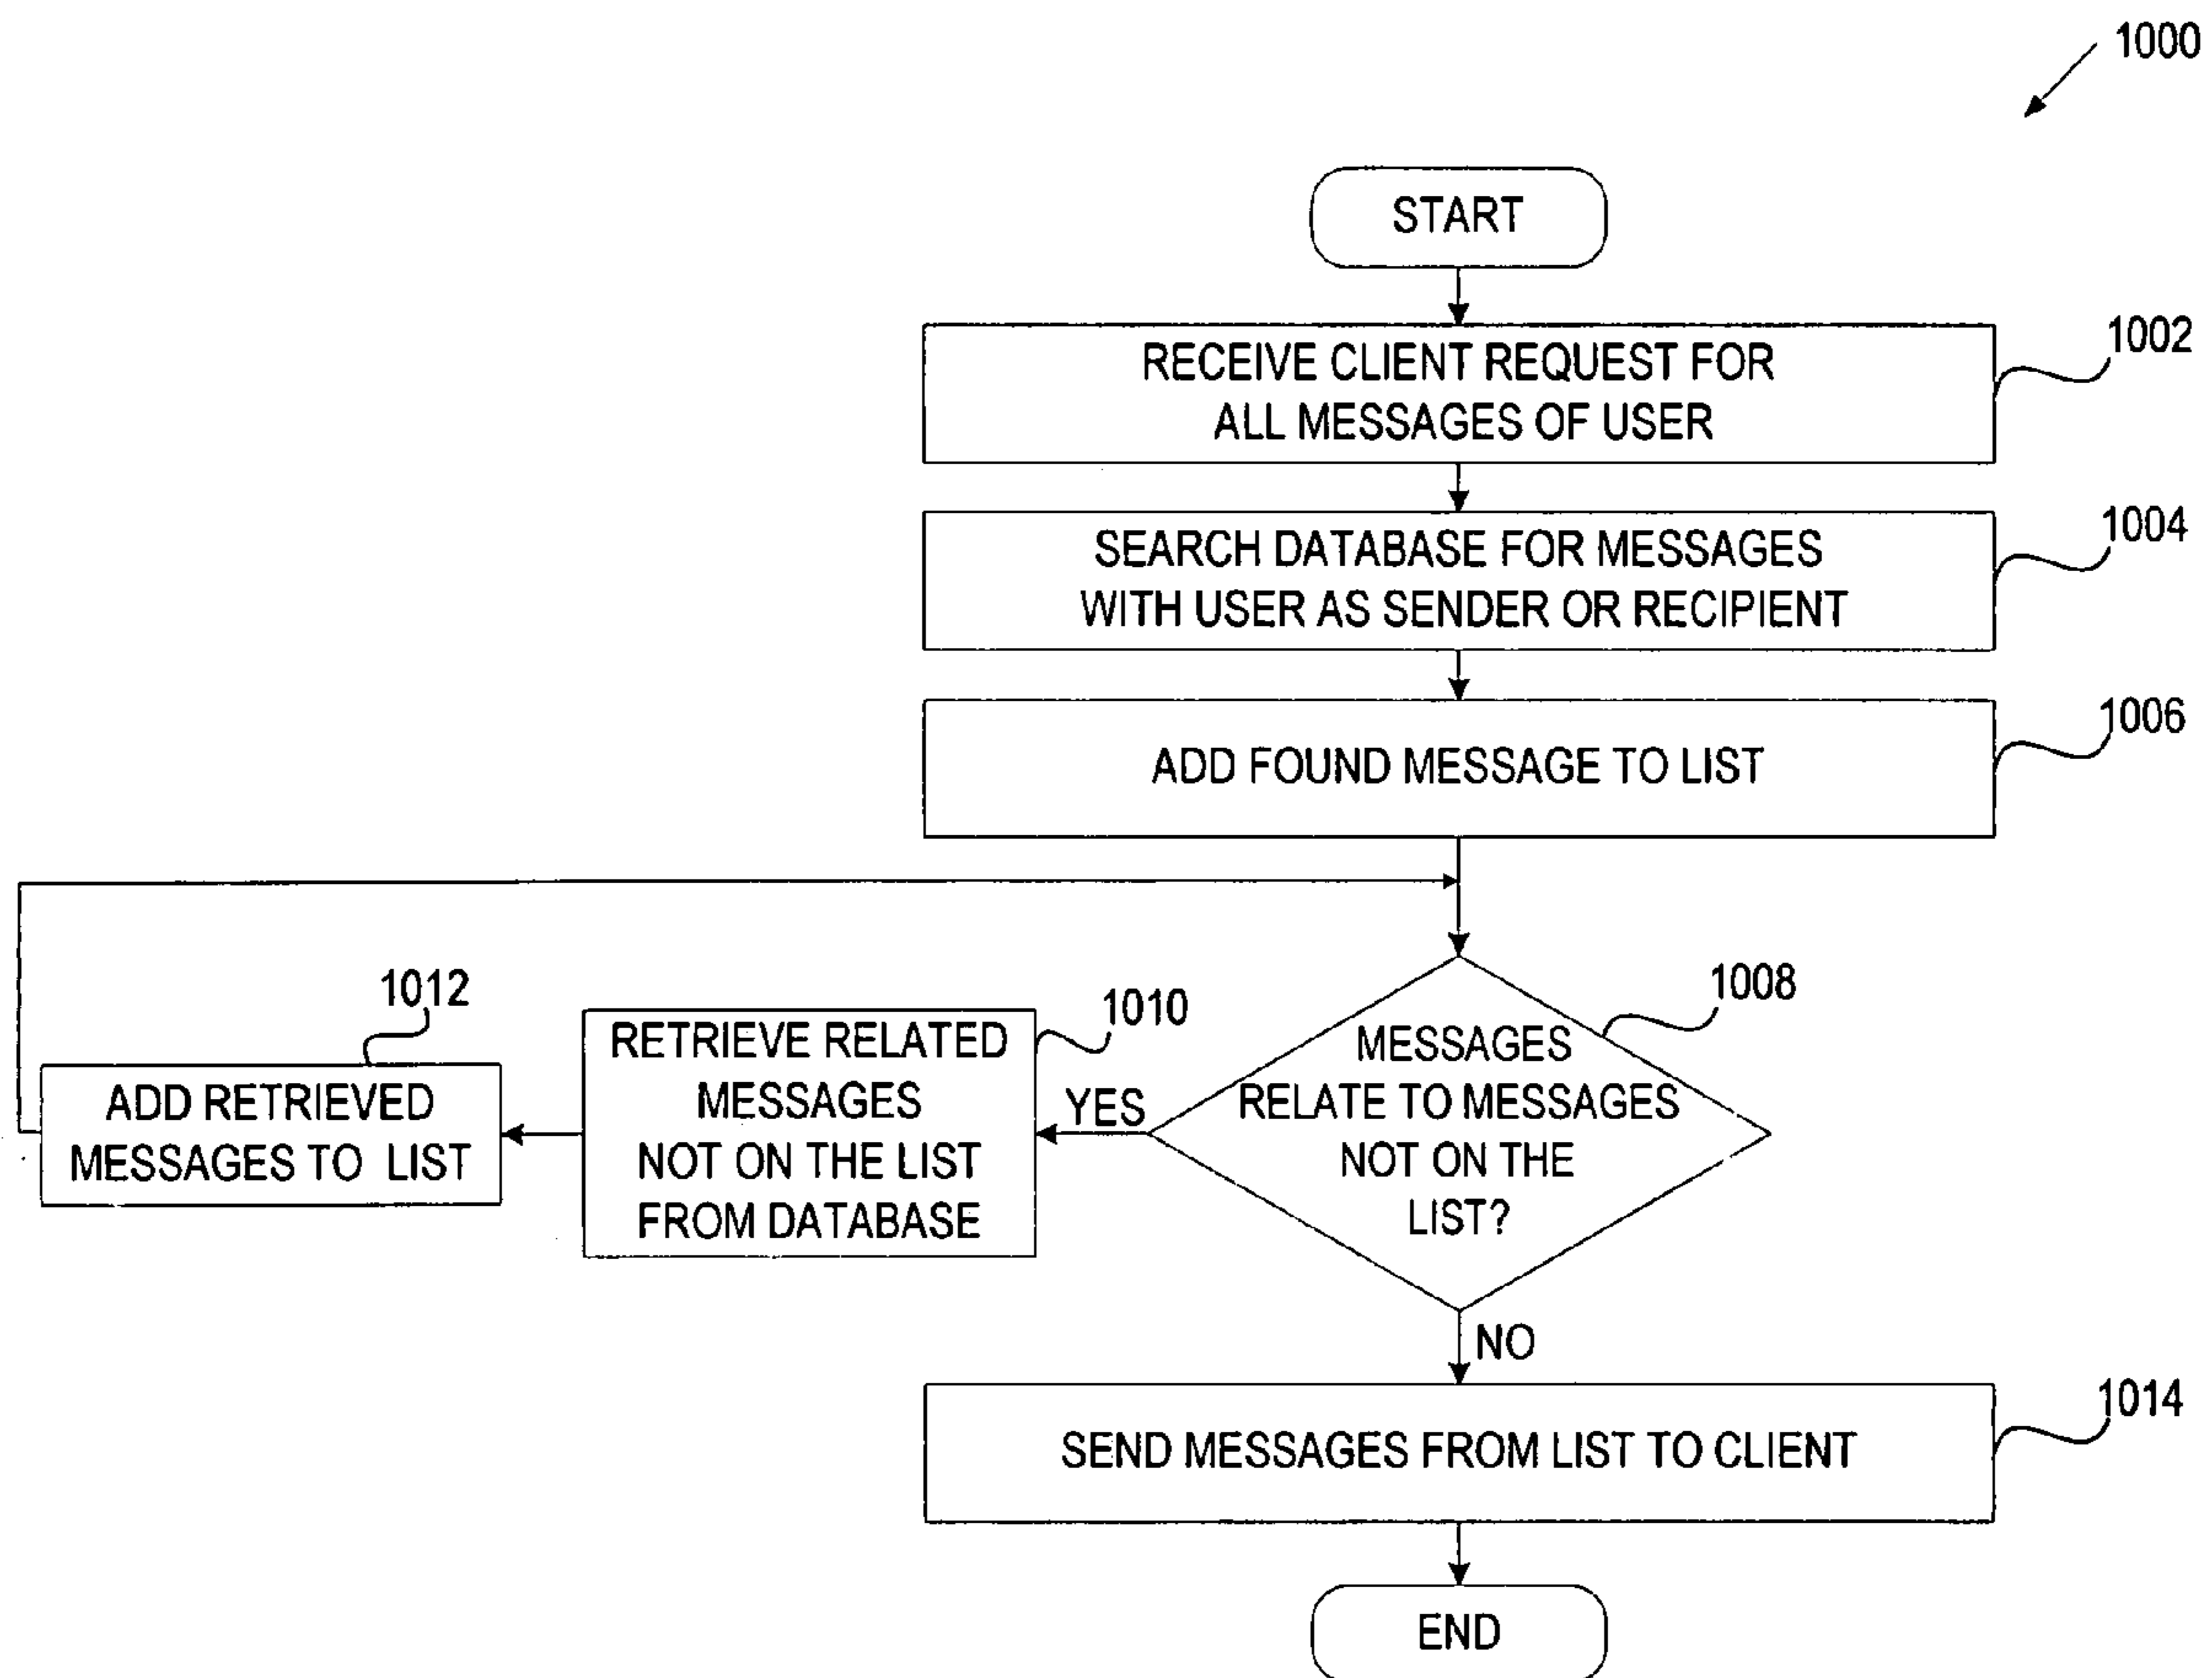 1000
START
RECEIVE CLIENT REQUEST FOR
ALL MESSAGES OF USER
1002
SEARCH DATABASE FOR MESSAGES
WITH USER AS SENDER OR RECIPIENT
1004
ADD FOUND MESSAGE TO LIST
1006
MESSAGES
RELATE TO MESSAGES
NOT ON THE
LIST?
1008
YES
RETRIEVE RELATED
MESSAGES
NOT ON THE LIST
FROM DATABASE
1010
ADD RETRIEVED
MESSAGES TO LIST
1012
NO
SEND MESSAGES FROM LIST TO CLIENT
1014
END